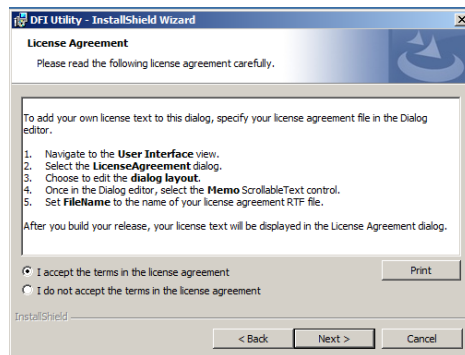 DFI Utility - InstallShield Wizard
License Agreement
Please read the following license agreement carefully.
To add your own license text to this dialog, specify your license agreement file in the Dialog
editor.
1. Navigate to the User Interface view.
2. Select the LicenseAgreement dialog.
3. Choose to edit the dialog layout.
4. Once in the Dialog editor, select the Memo ScrollableText control.
5. Set FileName to the name of your license agreement RTF file.
After you build your release, your license text will be displayed in the License Agreement dialog.
I accept the terms in the license agreement
Print
I do not accept the terms in the license agreement
InstallShield
< Back Next > Cancel